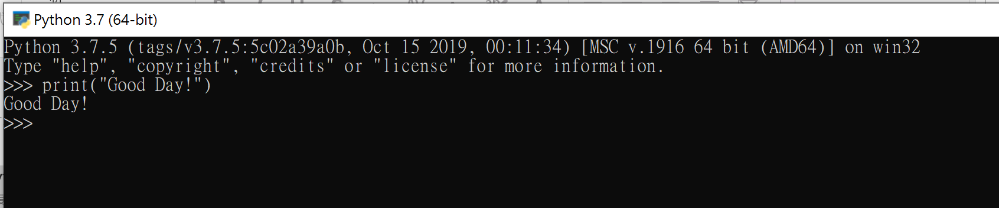 Python 3.7 (64-bit)
Python 3.7.5 (tags/v3.7.5:5c02a39a0b, Oct 15 2019, 00:11:34) [MSC v.1916 64 bit (AMD64)] on win32
Type "help", "copyright", "credits" or "license" for more information.
>>> print("Good Day!")
Good Day!
>>>